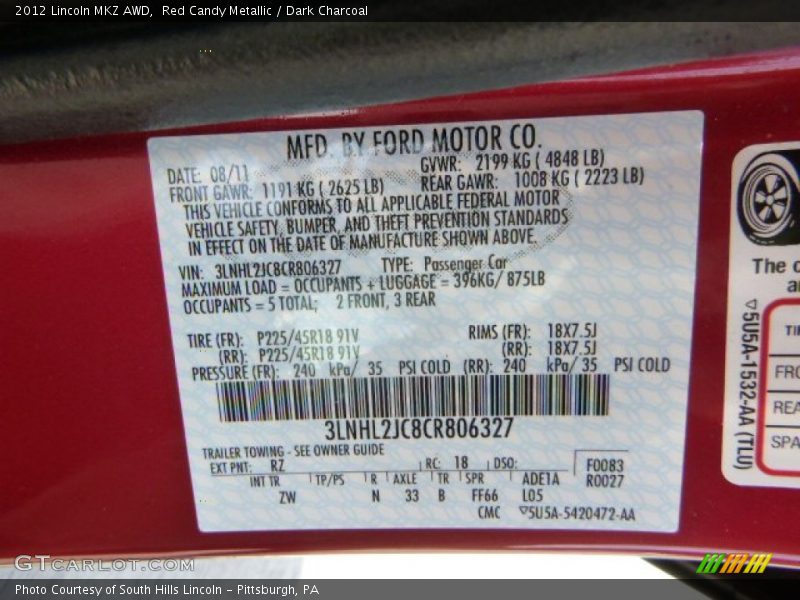 2012 Lincoln MKZ AWD,  Red Candy Metallic / Dark Charcoal
MFD. BY FORD MOTOR CO.
DATE: 08/11 GVWR: 2199 KG ( 4848 LB)
FRONT GAWR: 1191 KG ( 2625 LB) REAR GAWR: 1008 KG ( 2223 LB)
THIS VEHICLE CONFORMS TO ALL APPLICABLE FEDERAL MOTOR
VEHICLE SAFETY, BUMPER, AND THEFT PREVENTION STANDARDS
IN EFFECT ON THE DATE OF MANUFACTURE SHOWN ABOVE.
VIN: 3LNHL2JC8CR806327 TYPE: Passenger Car
MAXIMUM LOAD = OCCUPANTS + LUGGAGE = 396KG/ 875LB
OCCUPANTS = 5 TOTAL; 2 FRONT, 3 REAR
TIRE (FR): P225/45R18 91V RIMS (FR): 18X7.5J
(RR): P225/45R18 91V (RR): 18X7.5J
PRESSURE (FR): 240 kPa/ 35 PSI COLD (RR): 240 kPa/ 35 PSI COLD
3LNHL2JC8CR806327
TRAILER TOWING - SEE OWNER GUIDE
EXT PNT: RZ RC: 18 DSO: F0083
INT TR TP/PS R AXLE TR SPR ADE1A R0027
ZW N 33 B FF66 L05
CMC ▽5U5A-5420472-AA
The
▽5U5A-1532-AA (TLU)
GTCARLOT.COM
Photo Courtesy of South Hills Lincoln - Pittsburgh, PA